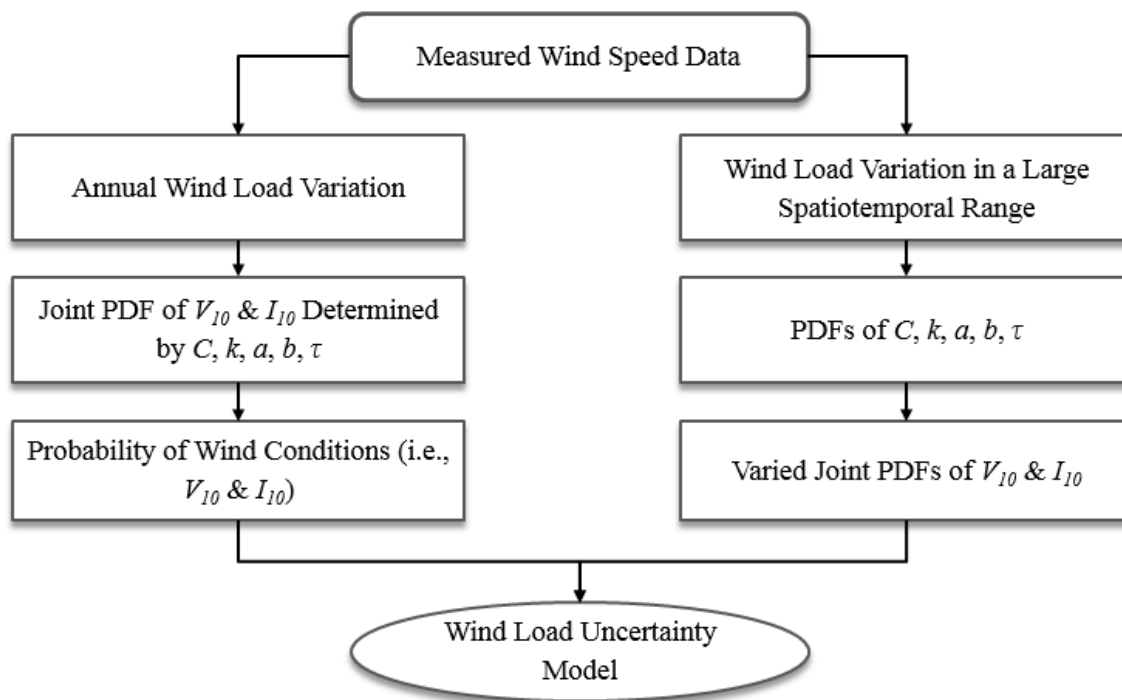 Measured Wind Speed Data
Annual Wind Load Variation
Joint PDF of V10 & I10 Determined
by C, k, a, b, τ
Probability of Wind Conditions (i.e.,
V10 & I10)
Wind Load Variation in a Large
Spatiotemporal Range
PDFs of C, k, a, b, τ
Varied Joint PDFs of V10 & I10
Wind Load Uncertainty
Model